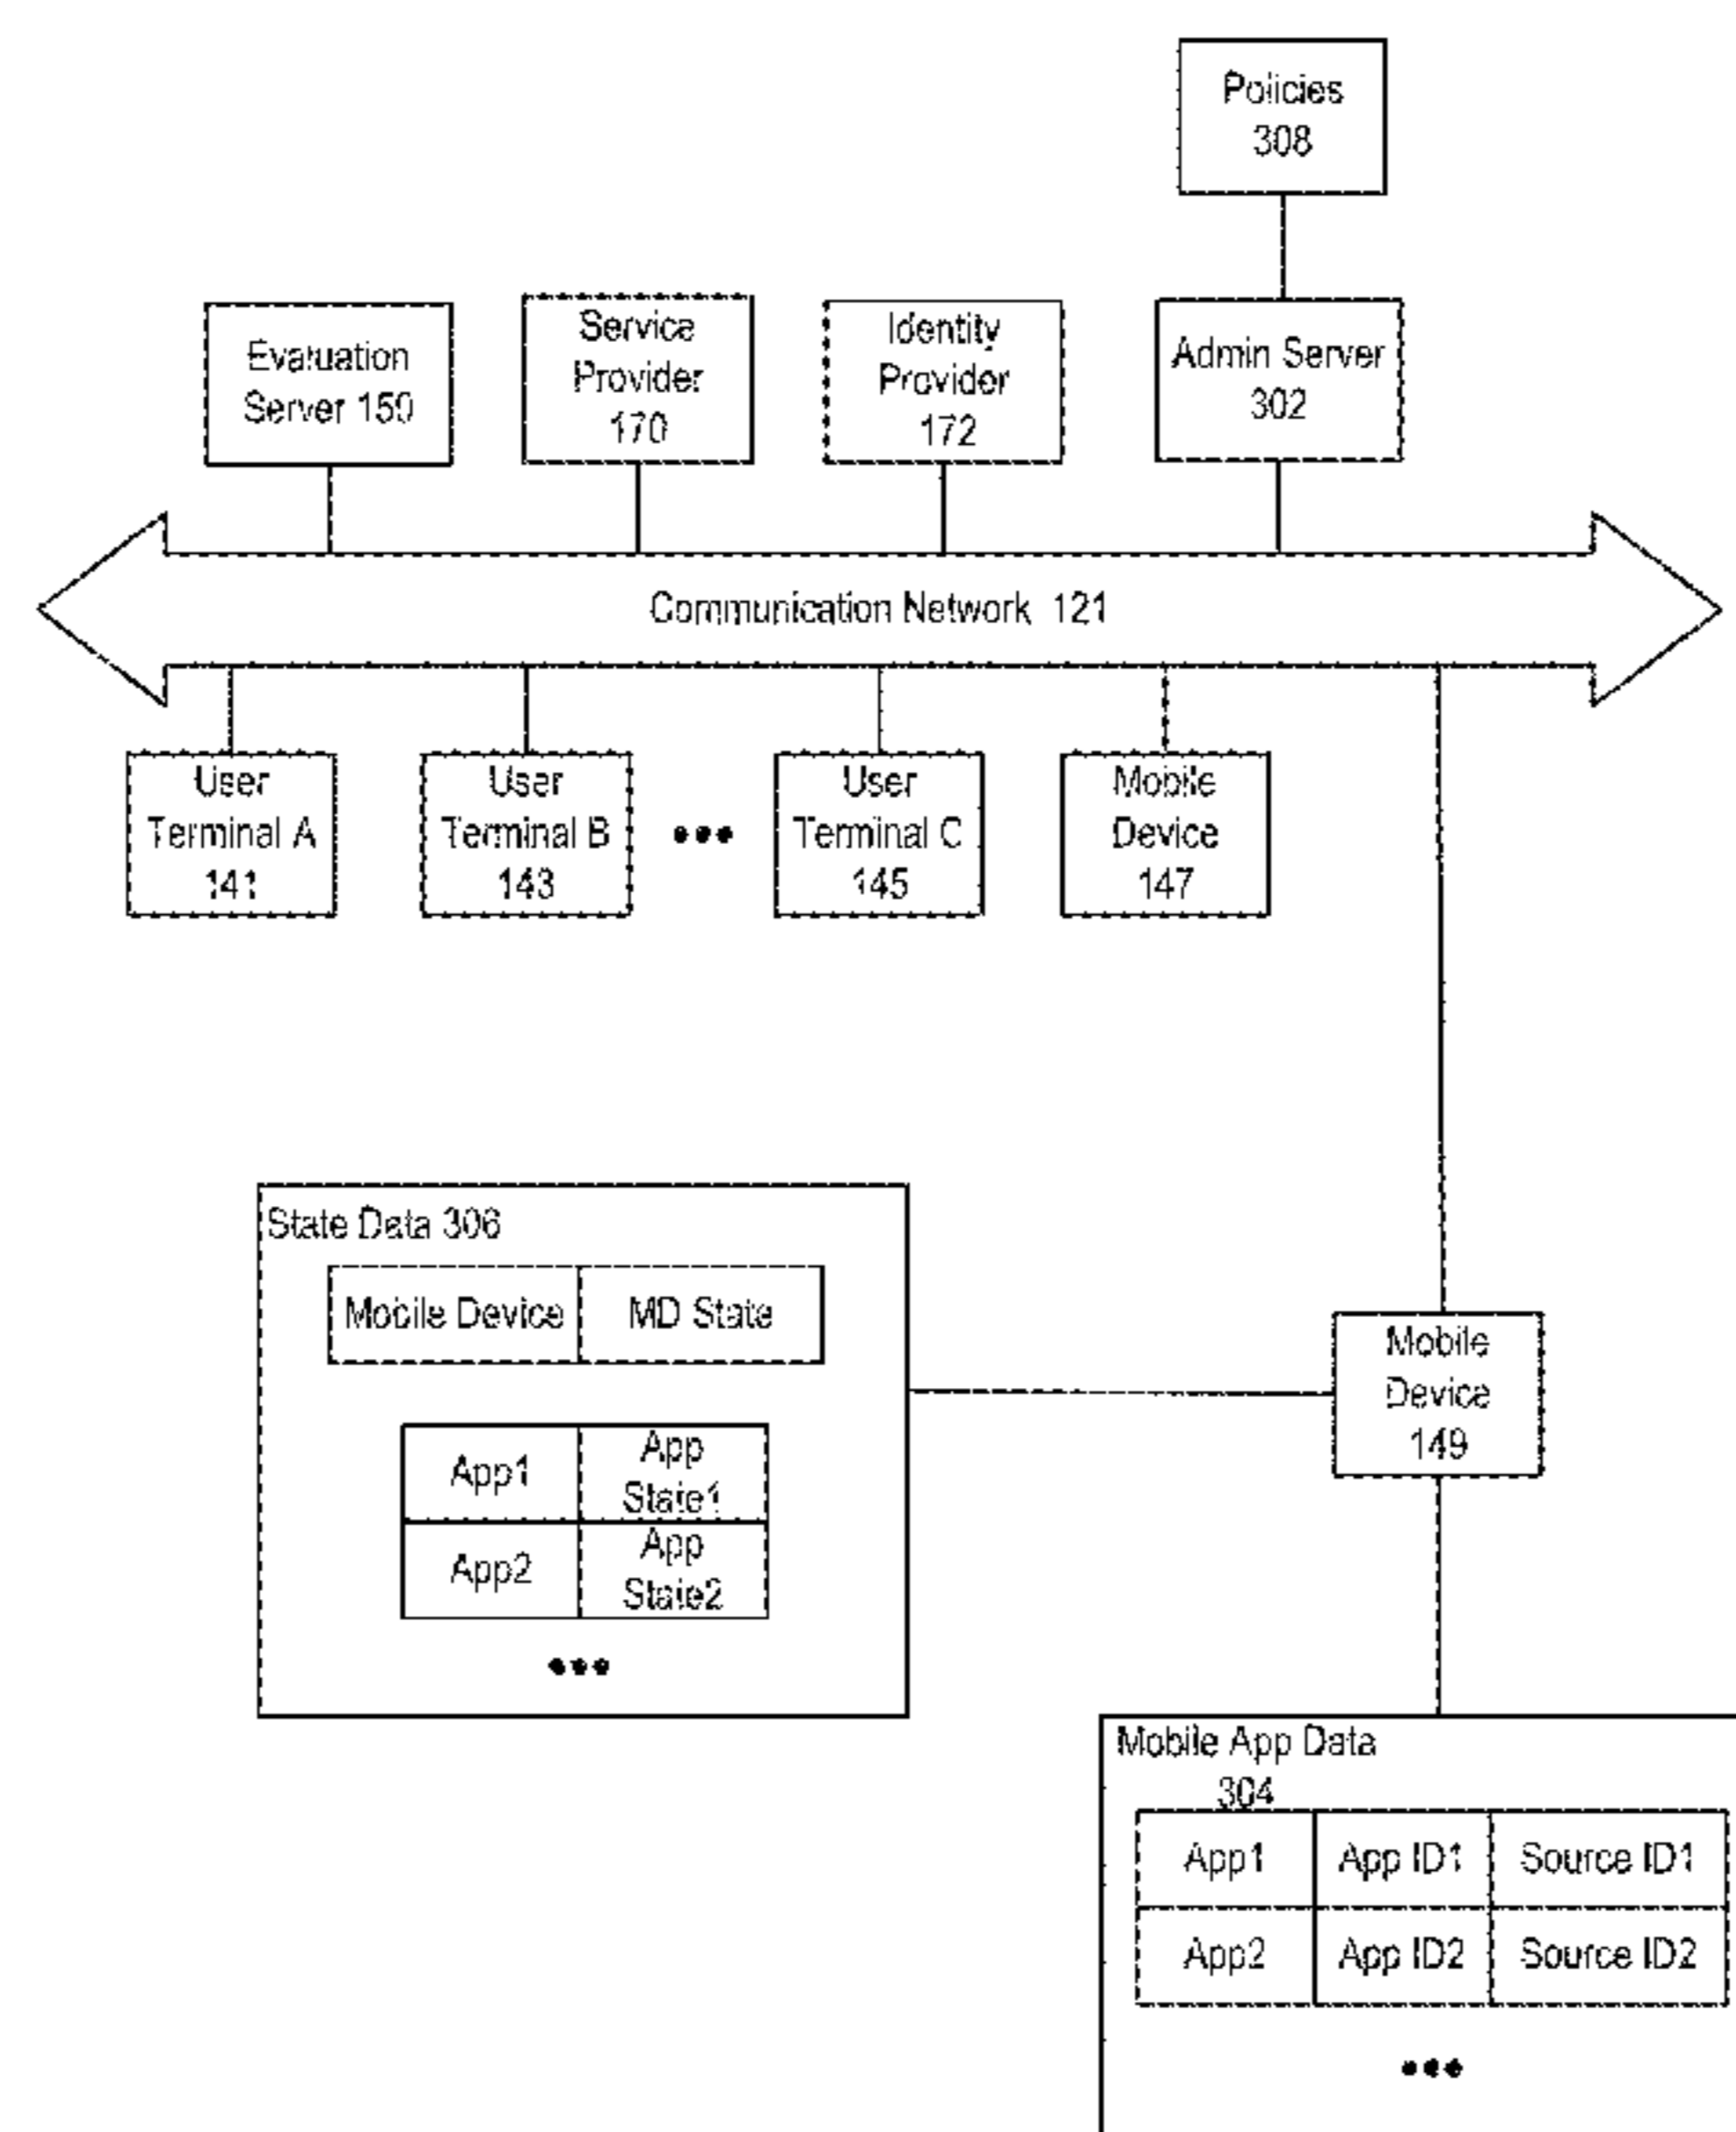 Policies
308
Evaluation
Server 150
Service
Provider
170
Identity
Provider
172
Admin Server
302
Communication Network 121
User
Terminal A
141
User
Terminal B
143
•••
User
Terminal C
145
Mobile
Device
147
State Data 306
Mobile Device
MD State
App1
App
State1
App2
App
State2
•••
Mobile
Device
149
Mobile App Data
304
App1
App ID1
Source ID1
App2
App ID2
Source ID2
•••